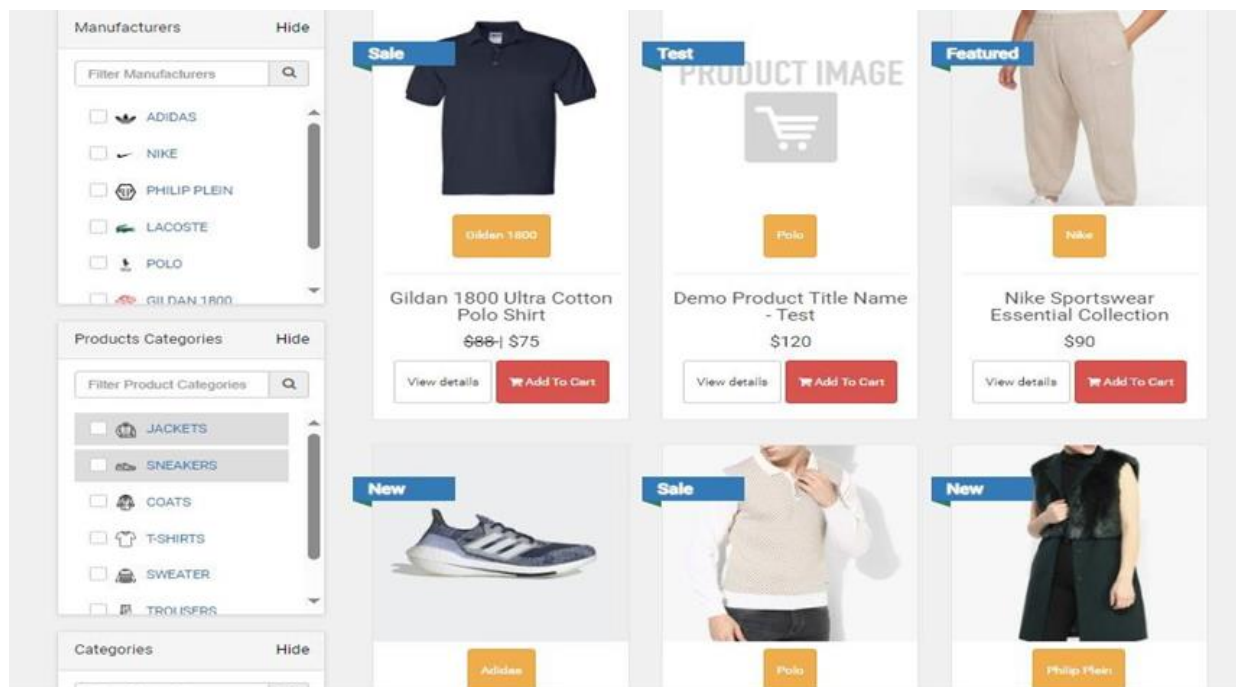 Manufacturers Hide
Filter Manufacturers
ADIDAS
NIKE
PHILIP PLEIN
LACOSTE
POLO
GILDAN 1800
Products Categories Hide
Filter Product Categories
JACKETS
SNEAKERS
COATS
T-SHIRTS
SWEATER
TROUSERS
Categories Hide
Sale
Gildan 1800
Gildan 1800 Ultra Cotton
Polo Shirt
$88 | $75
View details Add To Cart
Test
PRODUCT IMAGE
Polo
Demo Product Title Name
- Test
$120
View details Add To Cart
Featured
Nike
Nike Sportswear
Essential Collection
$90
View details Add To Cart
New
Adidas
Sale
Polo
New
Philip Plein